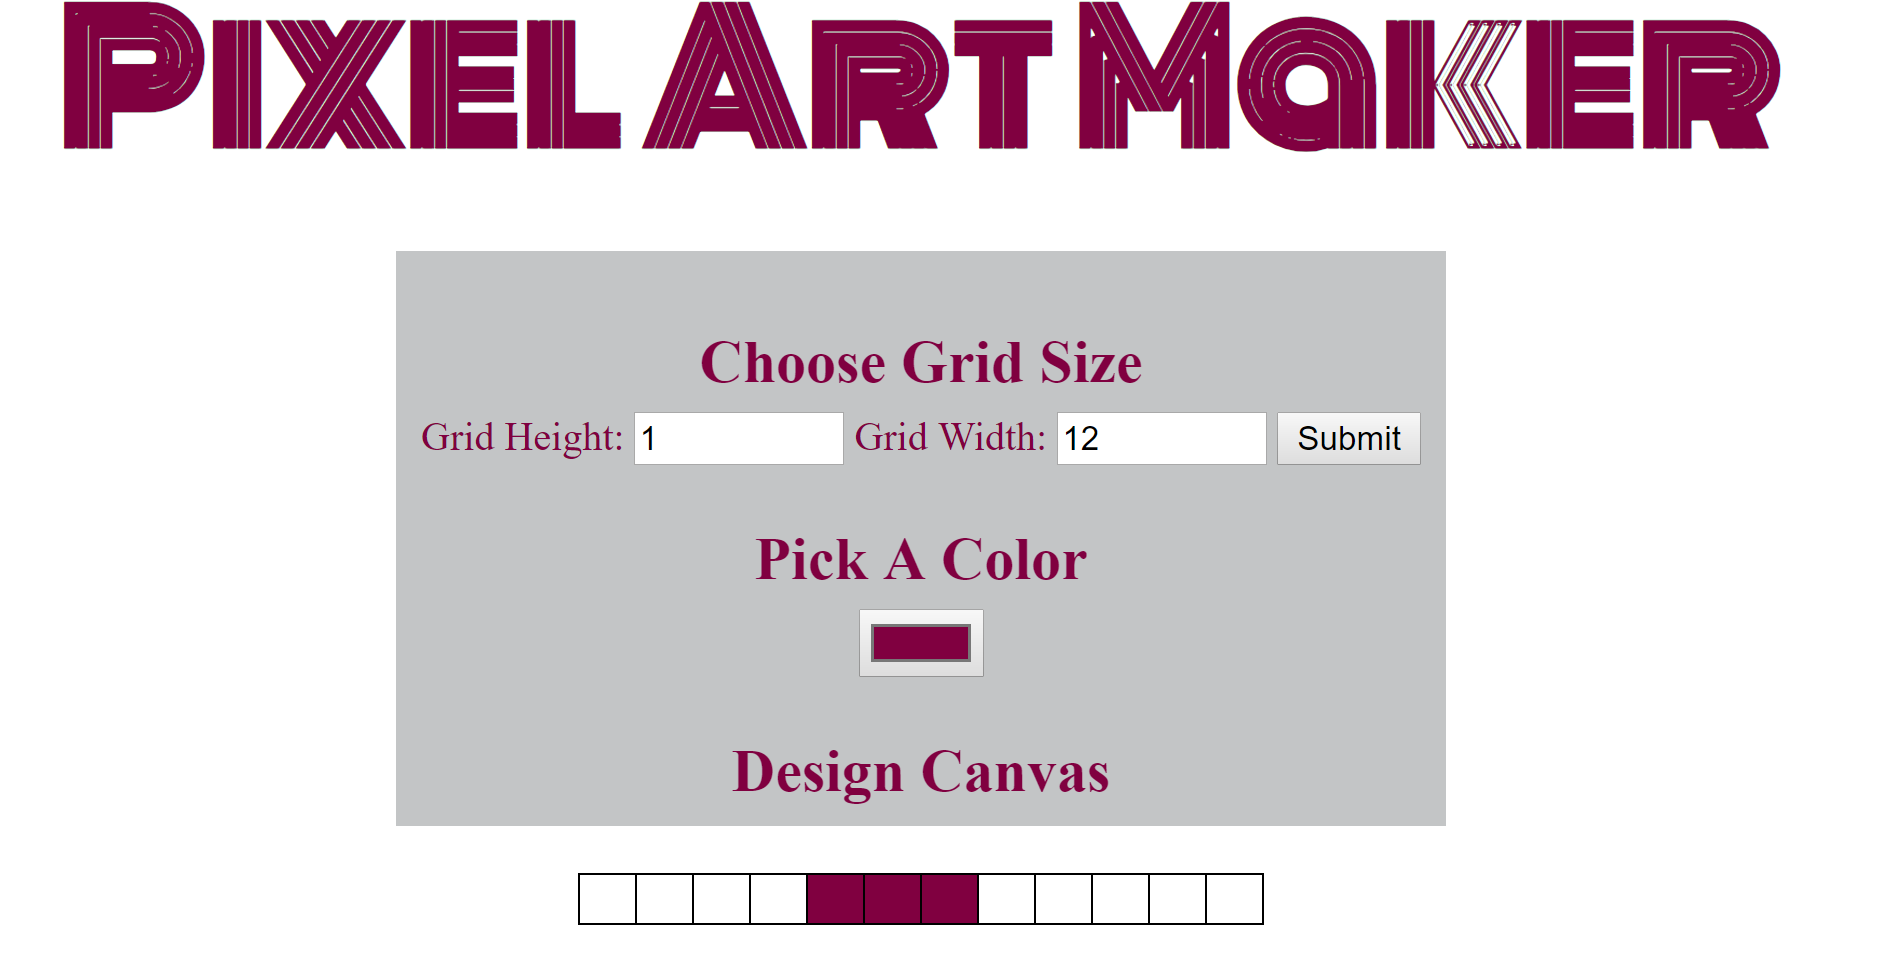 Pixel Art Maker
Choose Grid Size
Grid Height: 1 Grid Width: 12 Submit
Pick A Color
Design Canvas